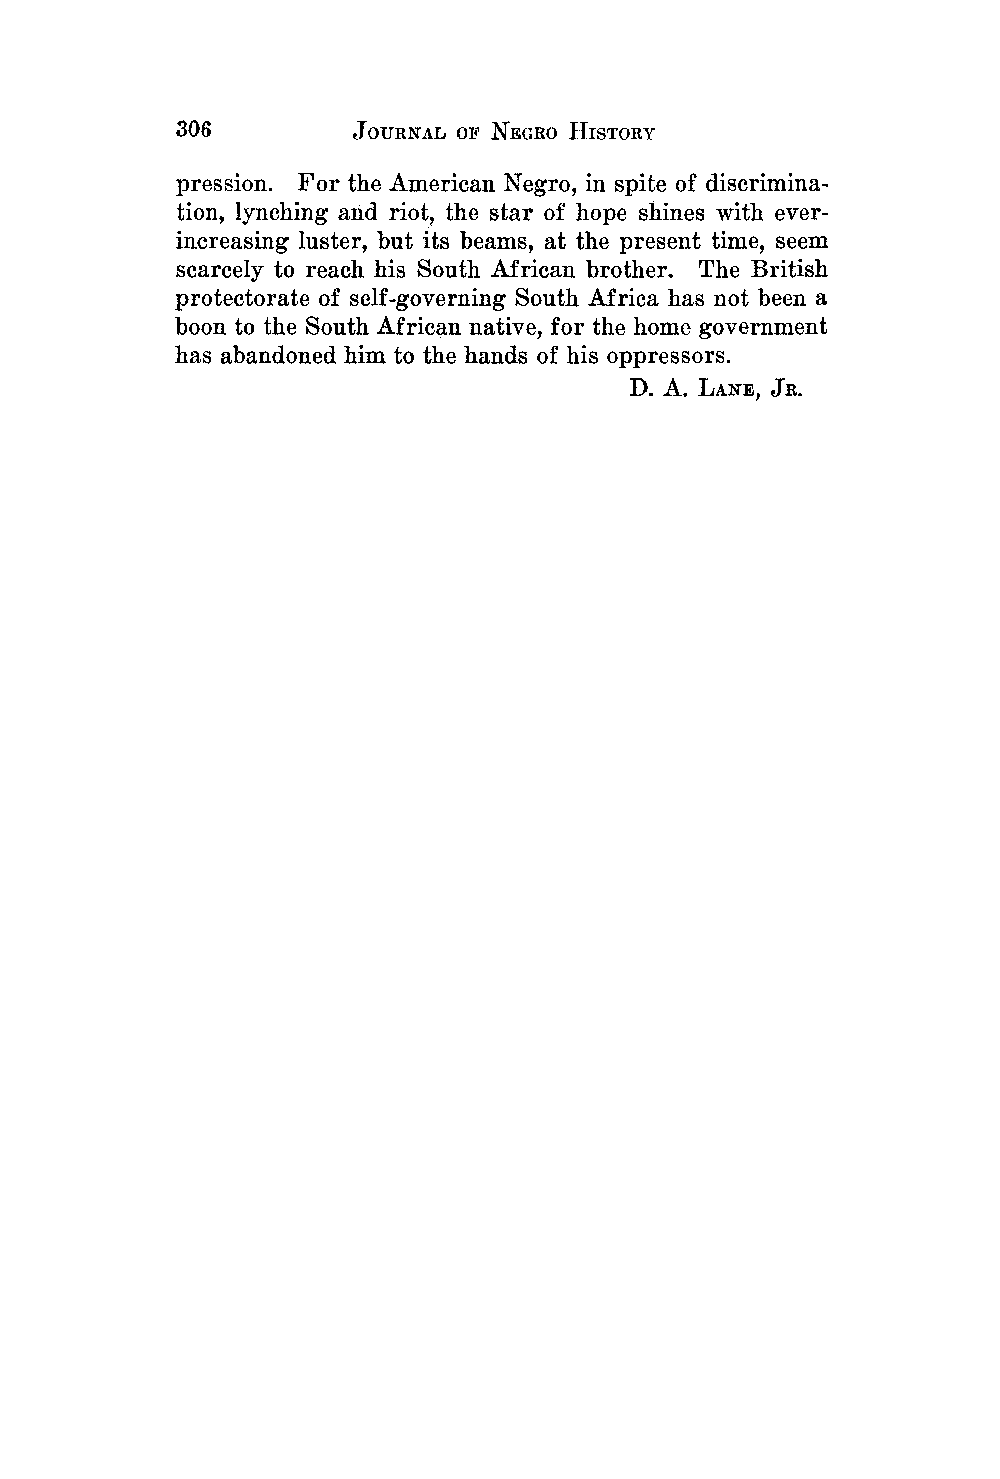 306 JOURNAL OF NEGRO HISTORY
pression. For the American Negro, in spite of discrimina-
tion, lynching and riot, the star of hope shines with ever-
increasing luster, but its beams, at the present time, seem
scarcely to reach his South African brother. The British
protectorate of self-governing South Africa has not been a
boon to the South African native, for the home government
has abandoned him to the hands of his oppressors.
D. A. LANE, JR.